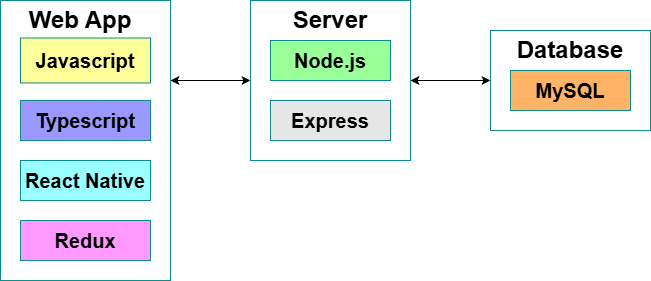 Web App
Javascript
Typescript
React Native
Redux
Server
Node.js
Express
Database
MySQL